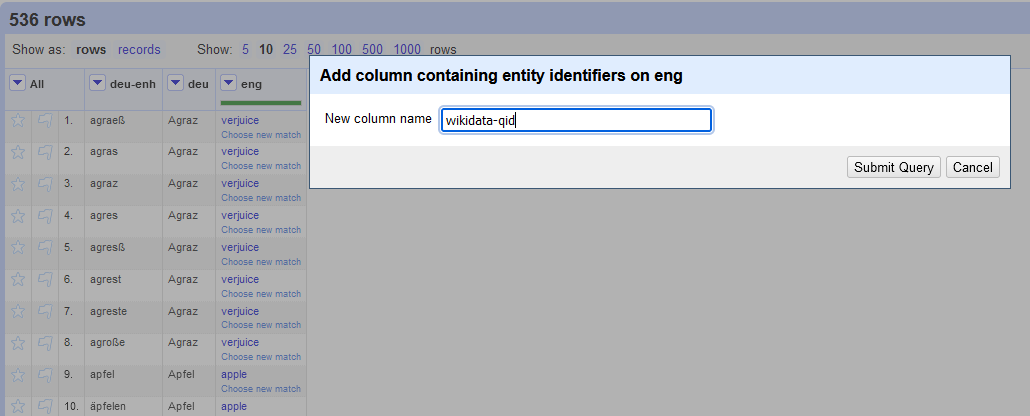 536 rows
Show as: rows records Show: 5 10 25 50 100 500 1000 rows
Add column containing entity identifiers on eng
All deu-enh deu eng
New column name wikidata-qid
1. agraeß Agraz verjuice
Choose new match
2. agras Agraz verjuice
Choose new match
Submit Query Cancel
3. agraz Agraz verjuice
Choose new match
4. agres Agraz verjuice
Choose new match
5. agresß Agraz verjuice
Choose new match
6. agrest Agraz verjuice
Choose new match
7. agreste Agraz verjuice
Choose new match
8. agroße Agraz verjuice
Choose new match
9. apfel Apfel apple
Choose new match
10. äpfelen Apfel apple